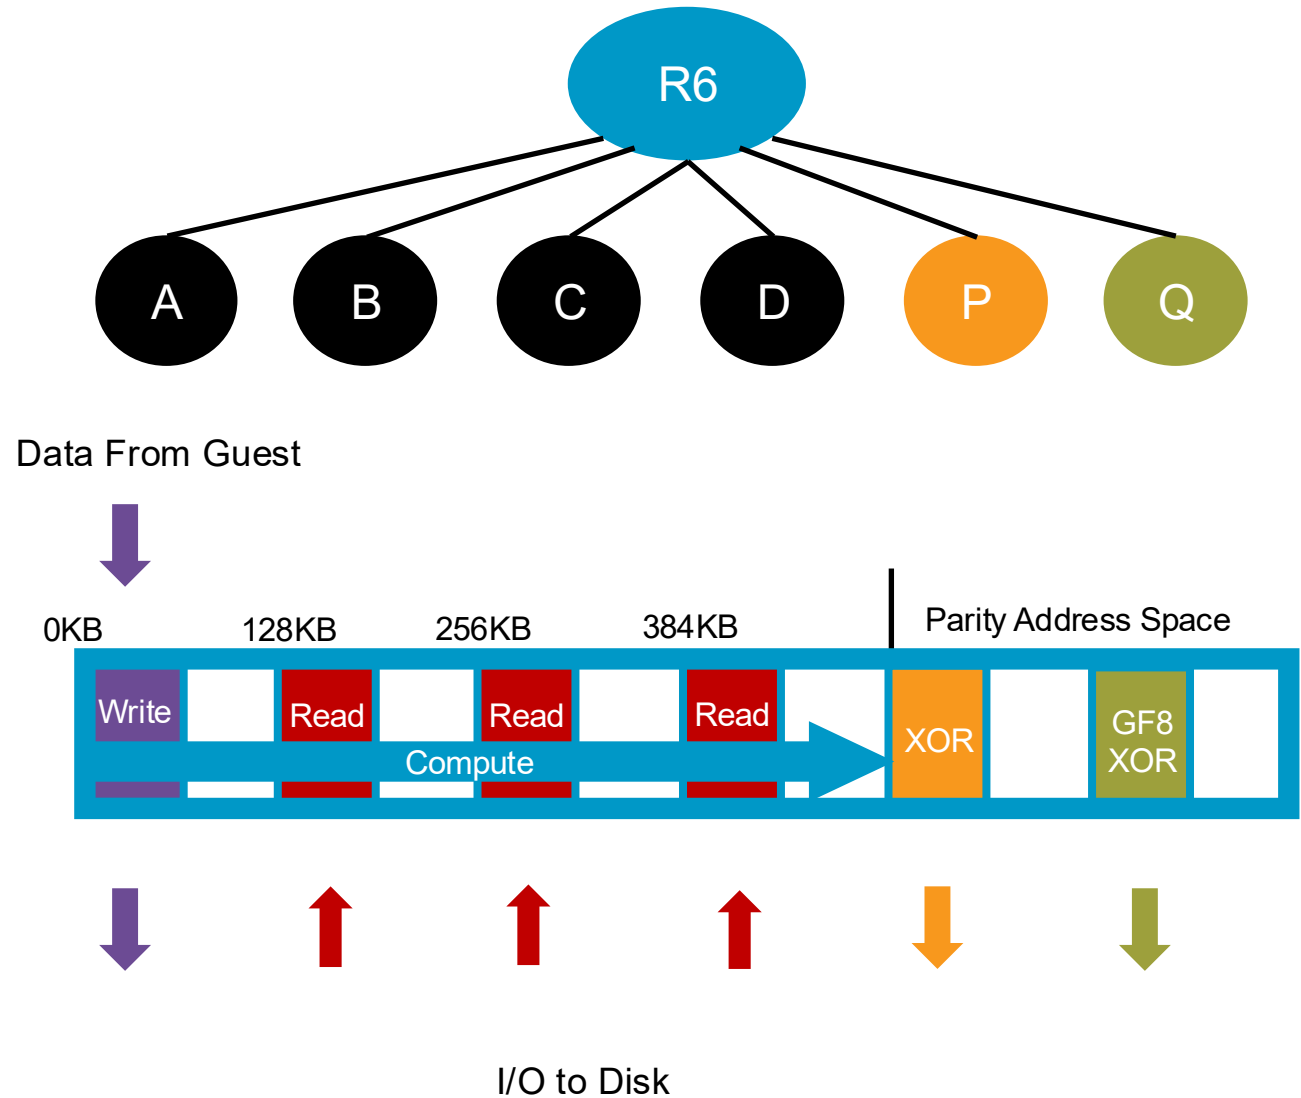 R6
A
B
C
D
P
Q
Data From Guest
0KB
128KB
256KB
384KB
Parity Address Space
Write
Read
Read
Read
XOR
GF8
XOR
Compute
I/O to Disk